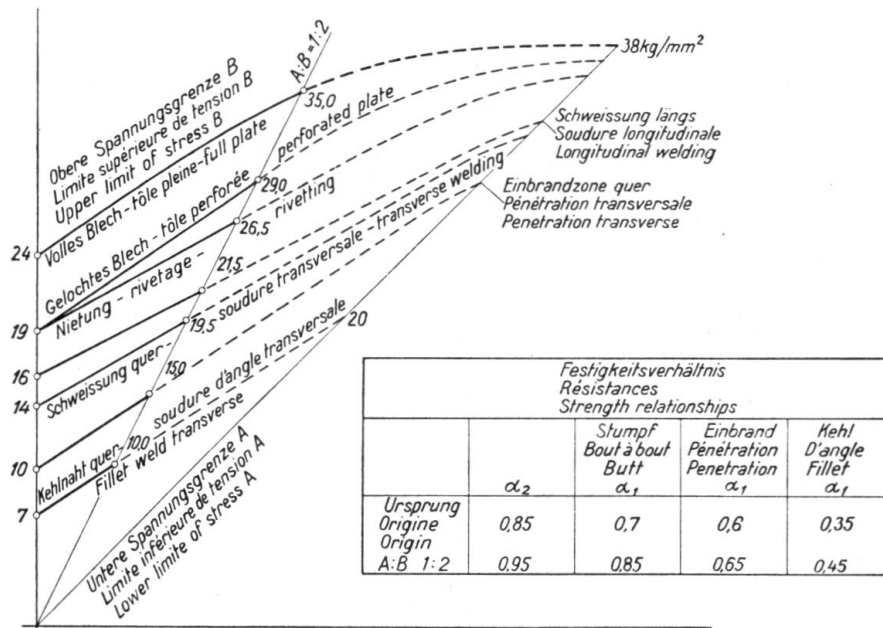 A:B=1:2
38kg/mm²
Obere Spannungsgrenze B
Limite supérieure de tension B
Upper limit of stress B
35,0
Volles Blech-tôle pleine-full plate
perforated plate
Gelochtes Blech-tôle perforée
29,0
Nietung - rivetage -
26,5
rivetting
Schweissung längs
Soudure longitudinale
Longitudinal welding
Einbrandzone quer
Pénétration transversale
Penetration transverse
24
19
16
14
10
7
21,5
Schweissung quer-
19,5
soudure transversale-transverse welding
15,0
Kehlnaht quer-
10,0
soudure d'angle transversale
Fillet weld transverse
20
Untere Spannungsgrenze A
Limite inférieure de tension A
Lower limite of stress A
Festigkeitsverhältnis
Résistances
Strength relationships
α₂
Stumpf
Bout à bout
Butt
α₁
Einbrand
Pénétration
Penetration
α₁
Kehl
D'angle
Fillet
α₁
Ursprung
Origine
Origin
0,85
0,7
0,6
0,35
A:B 1:2
0,95
0,85
0,65
0,45